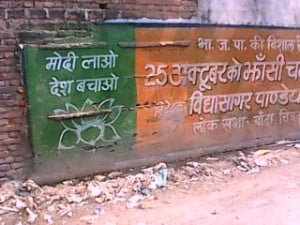 मोदी लाओ
देश बचाओ
भा.ज.पा. की विशाल
25 अक्टूबर को झाँसी च
विद्यासागर पाण्डेय
लोक सभा- बाँदा चित्र